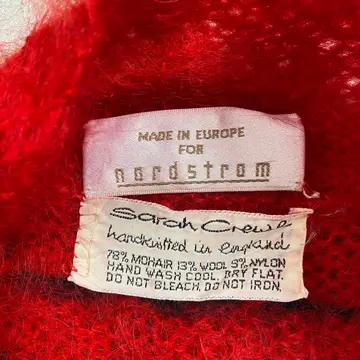 MADE IN EUROPE
FOR
nordstrom
Sarah Crewe
handknitted in england
78% MOHAIR 13% WOOL 9% NYLON
HAND WASH COOL. DRY FLAT.
DO NOT BLEACH. DO NOT IRON.